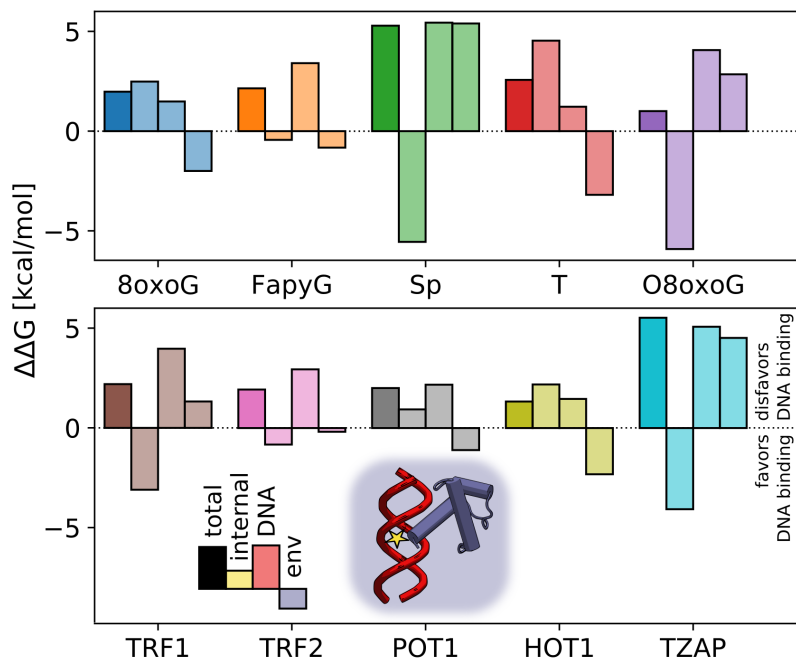 ΔΔG [kcal/mol]
5
0
−5
8oxoG FapyG Sp T O8oxoG
5
0
−5
favors disfavors
DNA binding DNA binding
total
internal
DNA
env
TRF1 TRF2 POT1 HOT1 TZAP